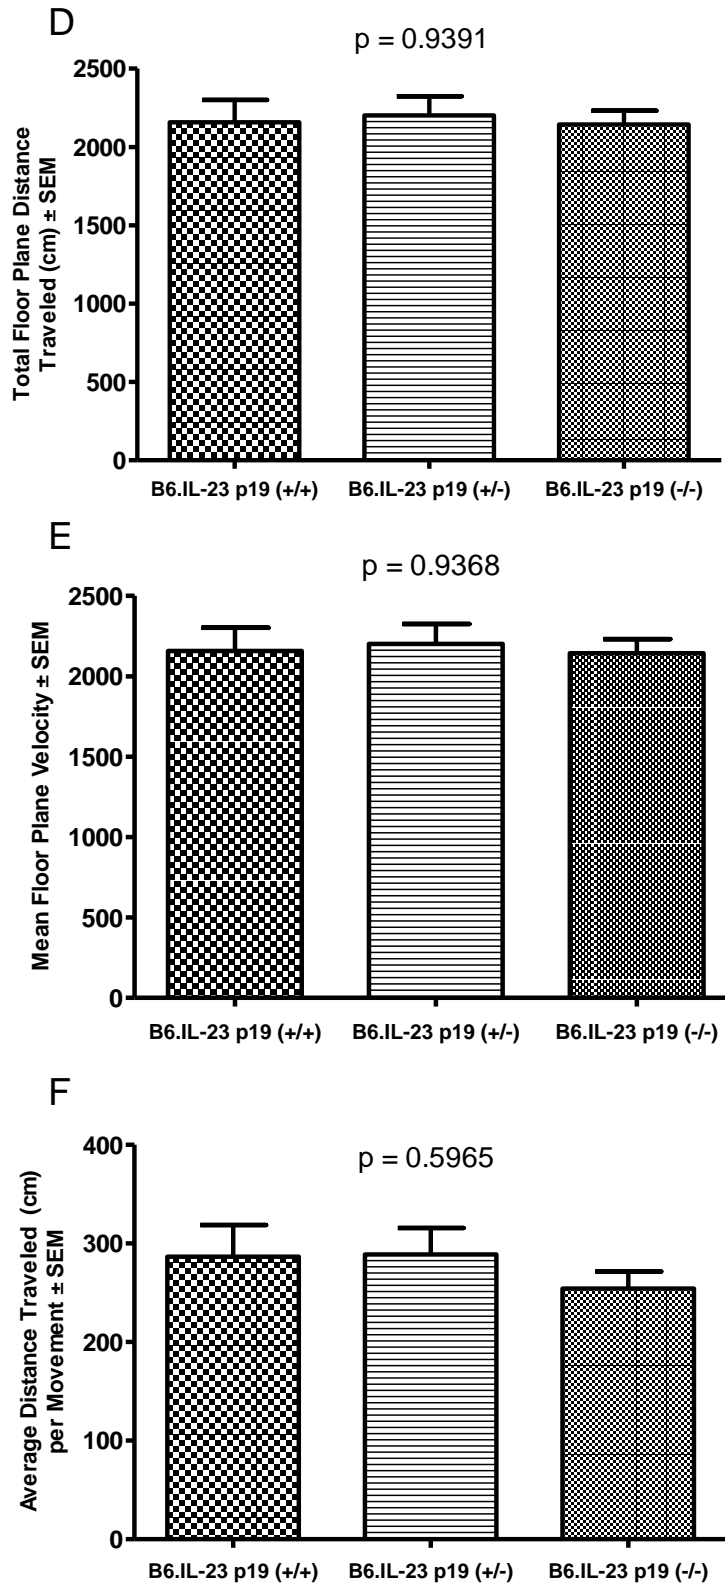 D
p = 0.9391
Total Floor Plane Distance
Traveled (cm) ± SEM
2500
2000
1500
1000
500
0
B6.IL-23 p19 (+/+) B6.IL-23 p19 (+/-) B6.IL-23 p19 (-/-)
E
p = 0.9368
Mean Floor Plane Velocity ± SEM
2500
2000
1500
1000
500
0
B6.IL-23 p19 (+/+) B6.IL-23 p19 (+/-) B6.IL-23 p19 (-/-)
F
p = 0.5965
Average Distance Traveled (cm)
per Movement ± SEM
400
300
200
100
0
B6.IL-23 p19 (+/+) B6.IL-23 p19 (+/-) B6.IL-23 p19 (-/-)